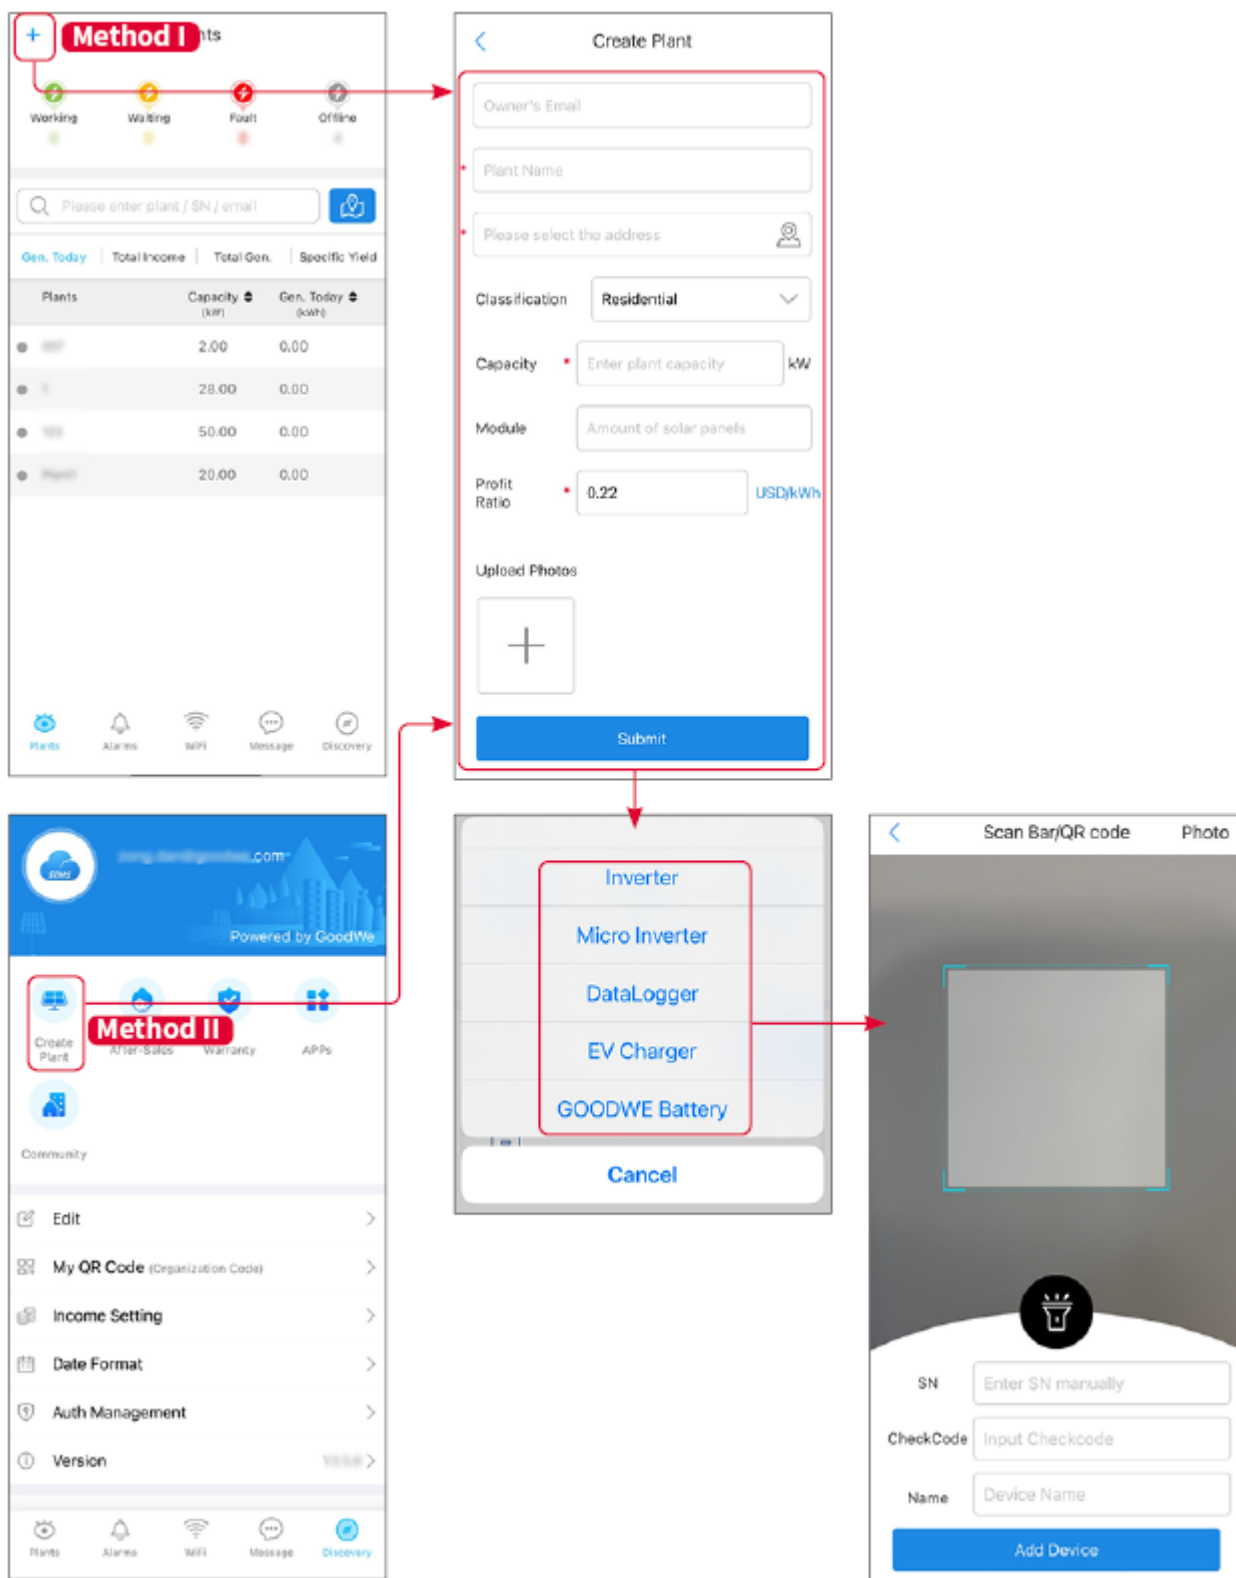 + Method I nts
Working Waiting Fault Offline
Please enter plant / SN / email
Gen. Today Total Income Total Gen. Specific Yield
Plants Capacity Gen. Today
(kW) (kWh)
2.00 0.00
28.00 0.00
50.00 0.00
20.00 0.00
Plants Alarms WiFi Message Discovery
Create Plant
Owner's Email
* Plant Name
* Please select the address
Classification Residential
Capacity * Enter plant capacity kW
Module Amount of solar panels
Profit
Ratio * 0.22 USD/kWh
Upload Photos
Submit
SEMS
.com
Powered by GoodWe
Method II
Create
Plant
After-Sales Warranty APPs
Community
Edit
My QR Code (Organization Code)
Income Setting
Date Format
Auth Management
Version
Plants Alarms WiFi Message Discovery
Inverter
Micro Inverter
DataLogger
EV Charger
GOODWE Battery
Cancel
Scan Bar/QR code Photo
SN Enter SN manually
CheckCode Input Checkcode
Name Device Name
Add Device